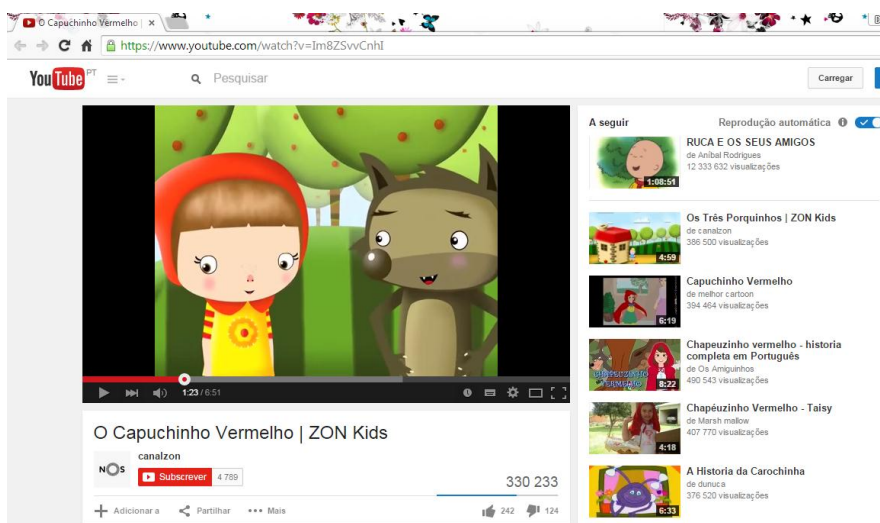 O Capuchinho Vermelho |
https://www.youtube.com/watch?v=Im8ZSvvCnhI
YouTube PT
Pesquisar
Carregar
1:23 / 6:51
O Capuchinho Vermelho | ZON Kids
NOS
canalzon
Subscrever 4 789
330 233
Adicionar a Partilhar Mais
242 124
A seguir
Reprodução automática
RUCA E OS SEUS AMIGOS
de Aníbal Rodrigues
12 333 632 visualizações
1:08:51
Os Três Porquinhos | ZON Kids
de canalzon
386 500 visualizações
4:59
Capuchinho Vermelho
de melhor cartoon
394 464 visualizações
6:19
Chapeuzinho vermelho - historia
completa em Português
de Os Amiguinhos
490 543 visualizações
CHAPEUZINHO
VERMELHO
8:22
Chapéuzinho Vermelho - Taisy
de Marsh mallow
407 770 visualizações
4:18
A Historia da Carochinha
de dunuca
376 520 visualizações
6:33